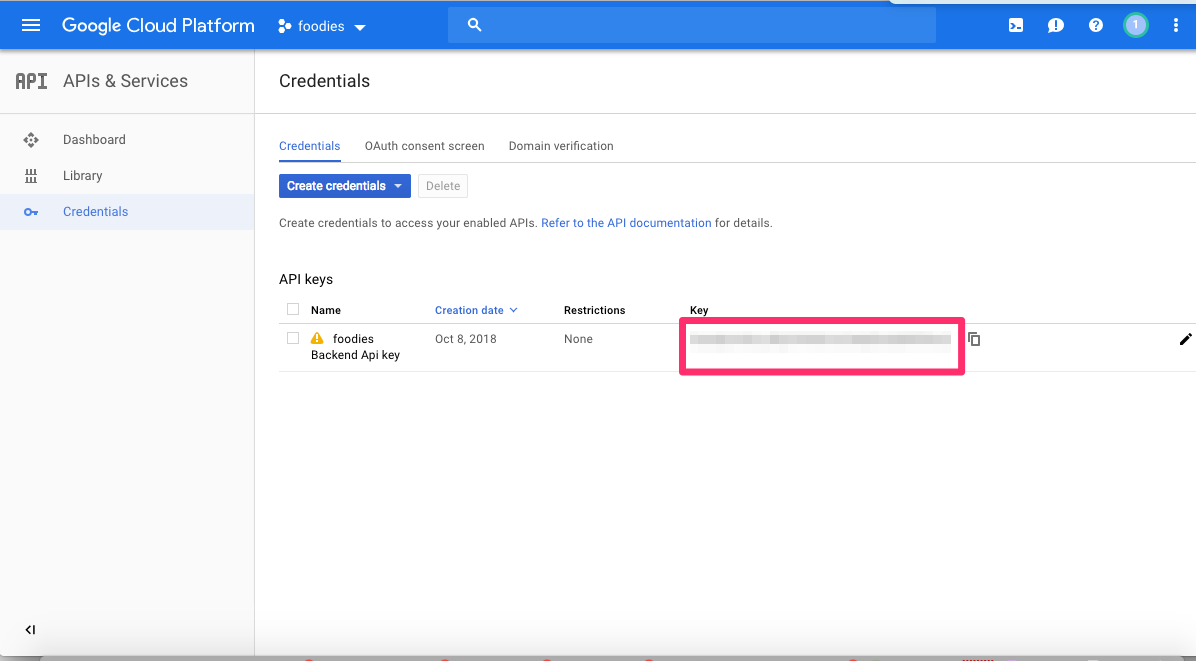 Google Cloud Platform foodies 1
API APIs & Services
Credentials
Dashboard
Library
Credentials
Credentials OAuth consent screen Domain verification
Create credentials Delete
Create credentials to access your enabled APIs. Refer to the API documentation for details.
API keys
Name Creation date Restrictions Key
foodies Oct 8, 2018 None
Backend Api key